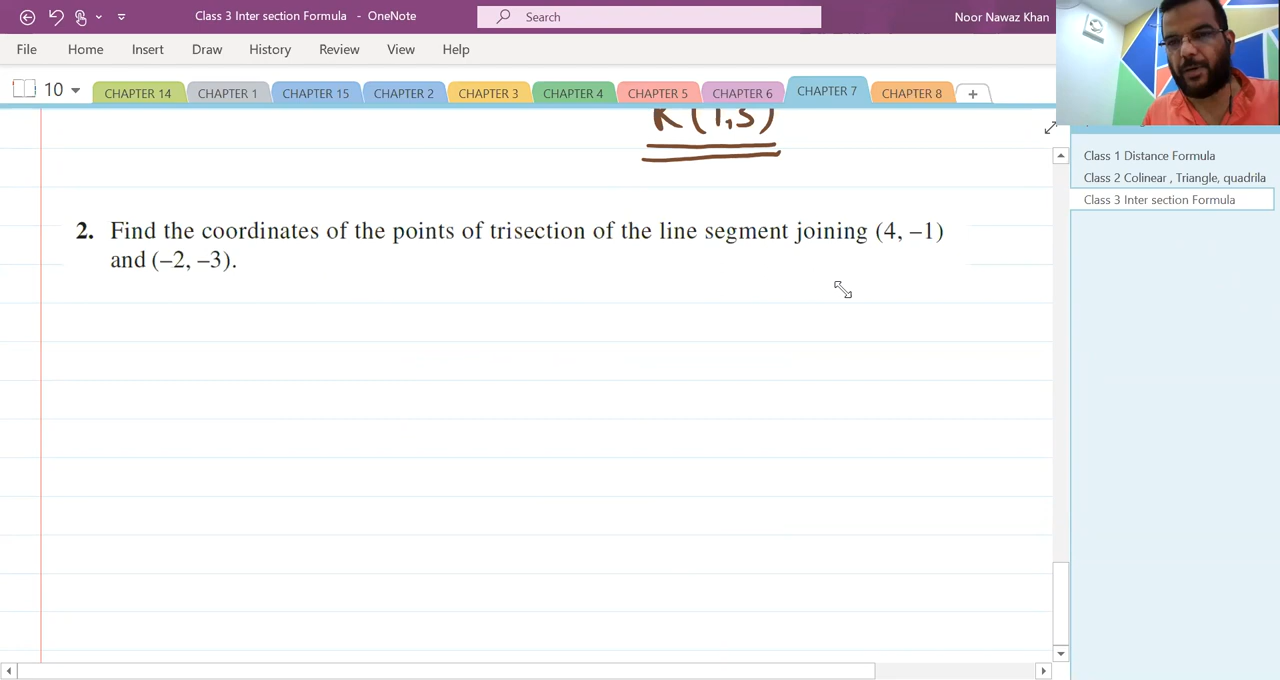 Class 3 Inter section Formula - OneNote
Search
Noor Nawaz Khan
File Home Insert Draw History Review View Help
10
CHAPTER 14 CHAPTER 1 CHAPTER 15 CHAPTER 2 CHAPTER 3 CHAPTER 4 CHAPTER 5 CHAPTER 6 CHAPTER 7 CHAPTER 8 +
Class 1 Distance Formula
Class 2 Colinear , Triangle, quadrila
Class 3 Inter section Formula
2. Find the coordinates of the points of trisection of the line segment joining (4, –1)
and (–2, –3).